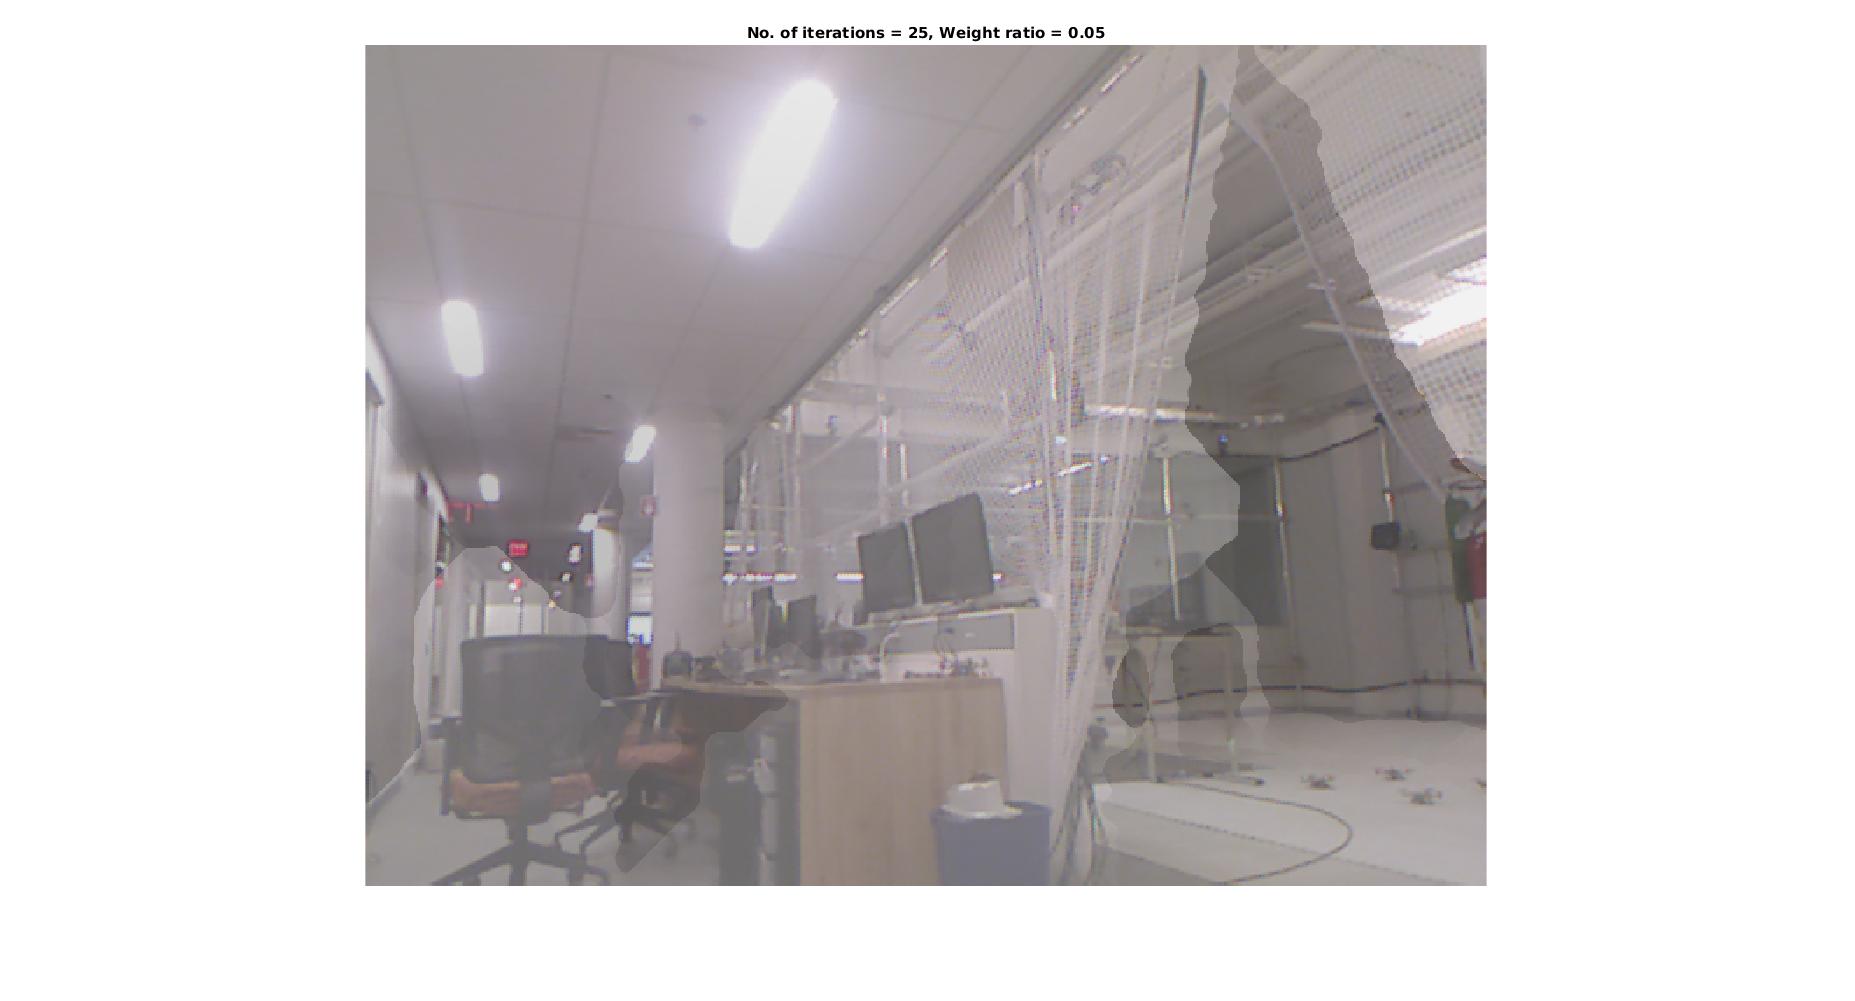 No. of iterations = 25, Weight ratio = 0.05